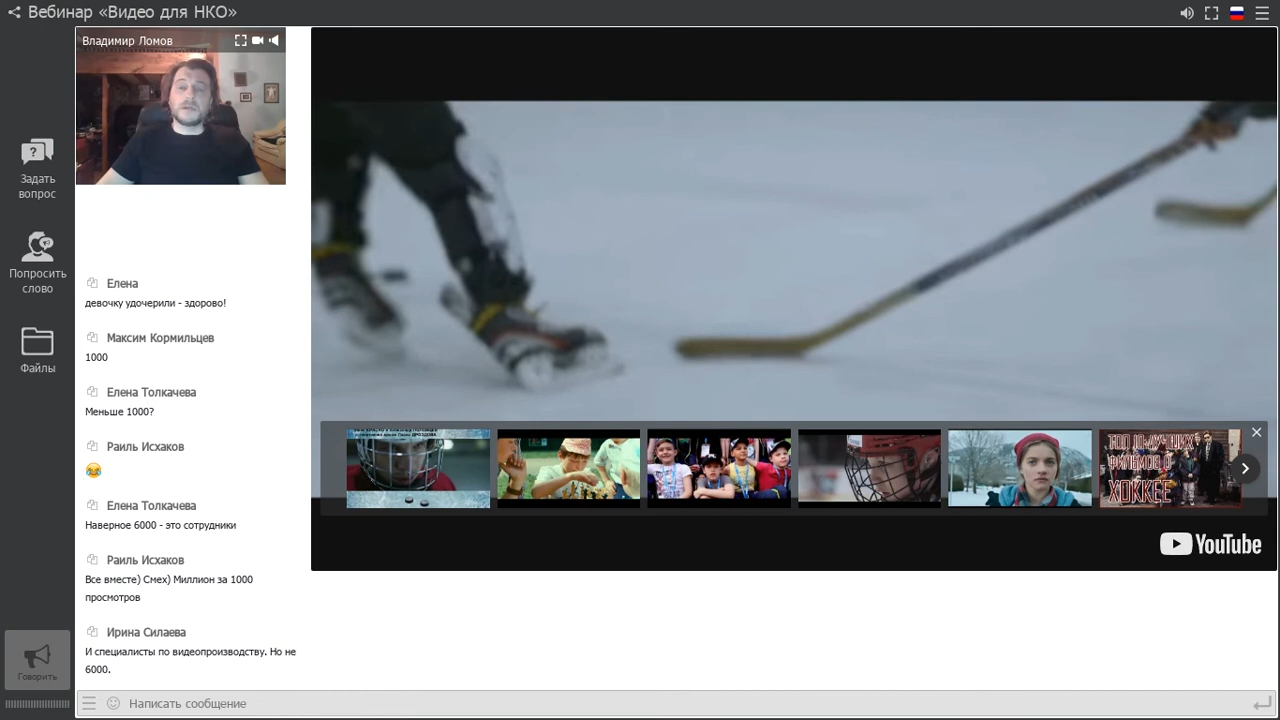 Вебинар «Видео для НКО»
Владимир Ломов
Задать
вопрос
Попросить
слово
Файлы
Говорить
Елена
девочку удочерили - здорово!
Максим Кормильцев
1000
Елена Толкачева
Меньше 1000?
Раиль Исхаков
Елена Толкачева
Наверное 6000 - это сотрудники
Раиль Исхаков
Все вместе) Смех) Миллион за 1000
просмотров
Ирина Силаева
И специалисты по видеопроизводству. Но не
6000.
Написать сообщение
ТОП 10 ЛУЧШИХ
ФИЛЬМОВ О
ХОККЕЕ
YouTube